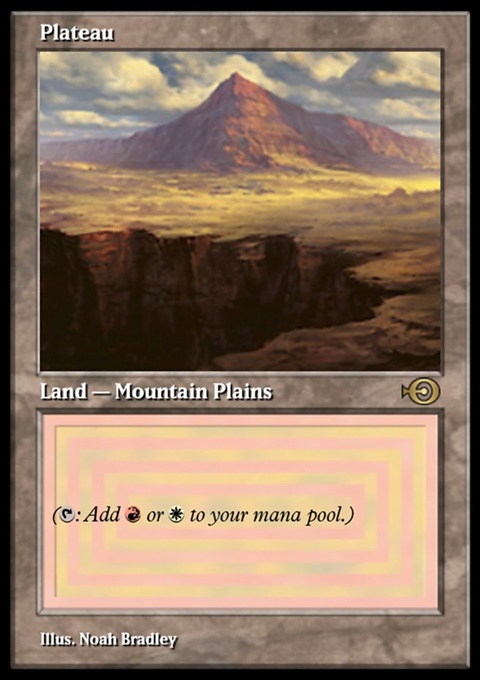 Plateau
Land — Mountain Plains
(: Add or to your mana pool.)
Illus. Noah Bradley